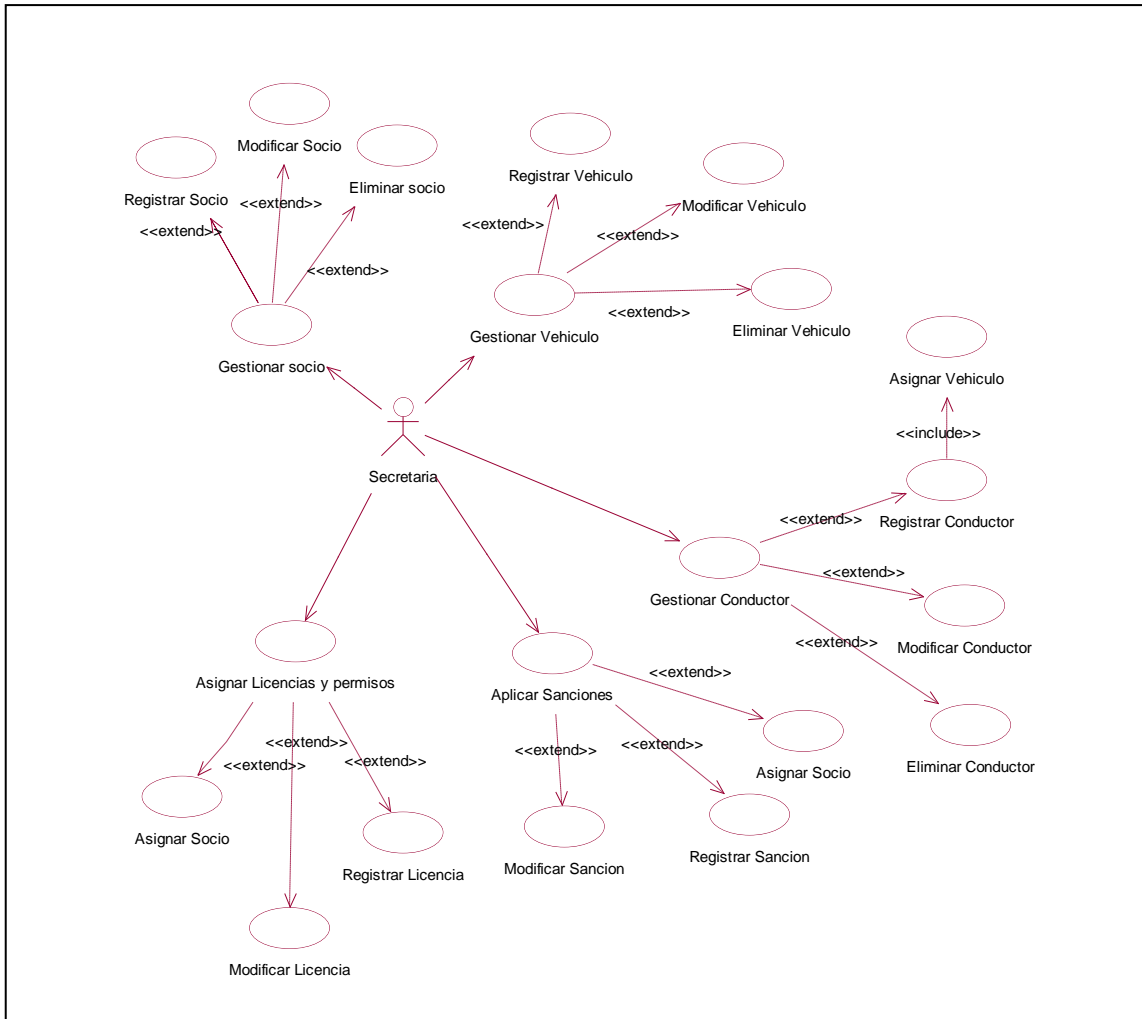 Modificar Socio
Registrar Socio
Eliminar socio
<<extend>>
<<extend>>
<<extend>>
Gestionar socio
Registrar Vehiculo
Modificar Vehiculo
<<extend>>
<<extend>>
<<extend>>
Gestionar Vehiculo
Eliminar Vehiculo
Asignar Vehiculo
<<include>>
Secretaria
<<extend>>
Registrar Conductor
<<extend>>
Gestionar Conductor
<<extend>>
Modificar Conductor
Eliminar Conductor
Asignar Licencias y permisos
<<extend>>
<<extend>>
<<extend>>
Asignar Socio
Registrar Licencia
Modificar Licencia
Aplicar Sanciones
<<extend>>
<<extend>>
<<extend>>
Asignar Socio
Modificar Sancion
Registrar Sancion